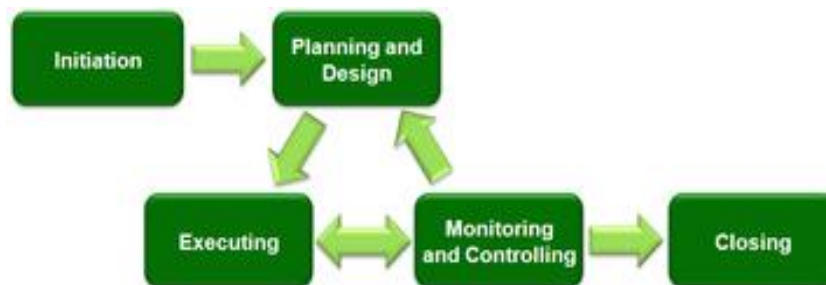 Initiation
Planning and
Design
Executing
Monitoring
and Controlling
Closing